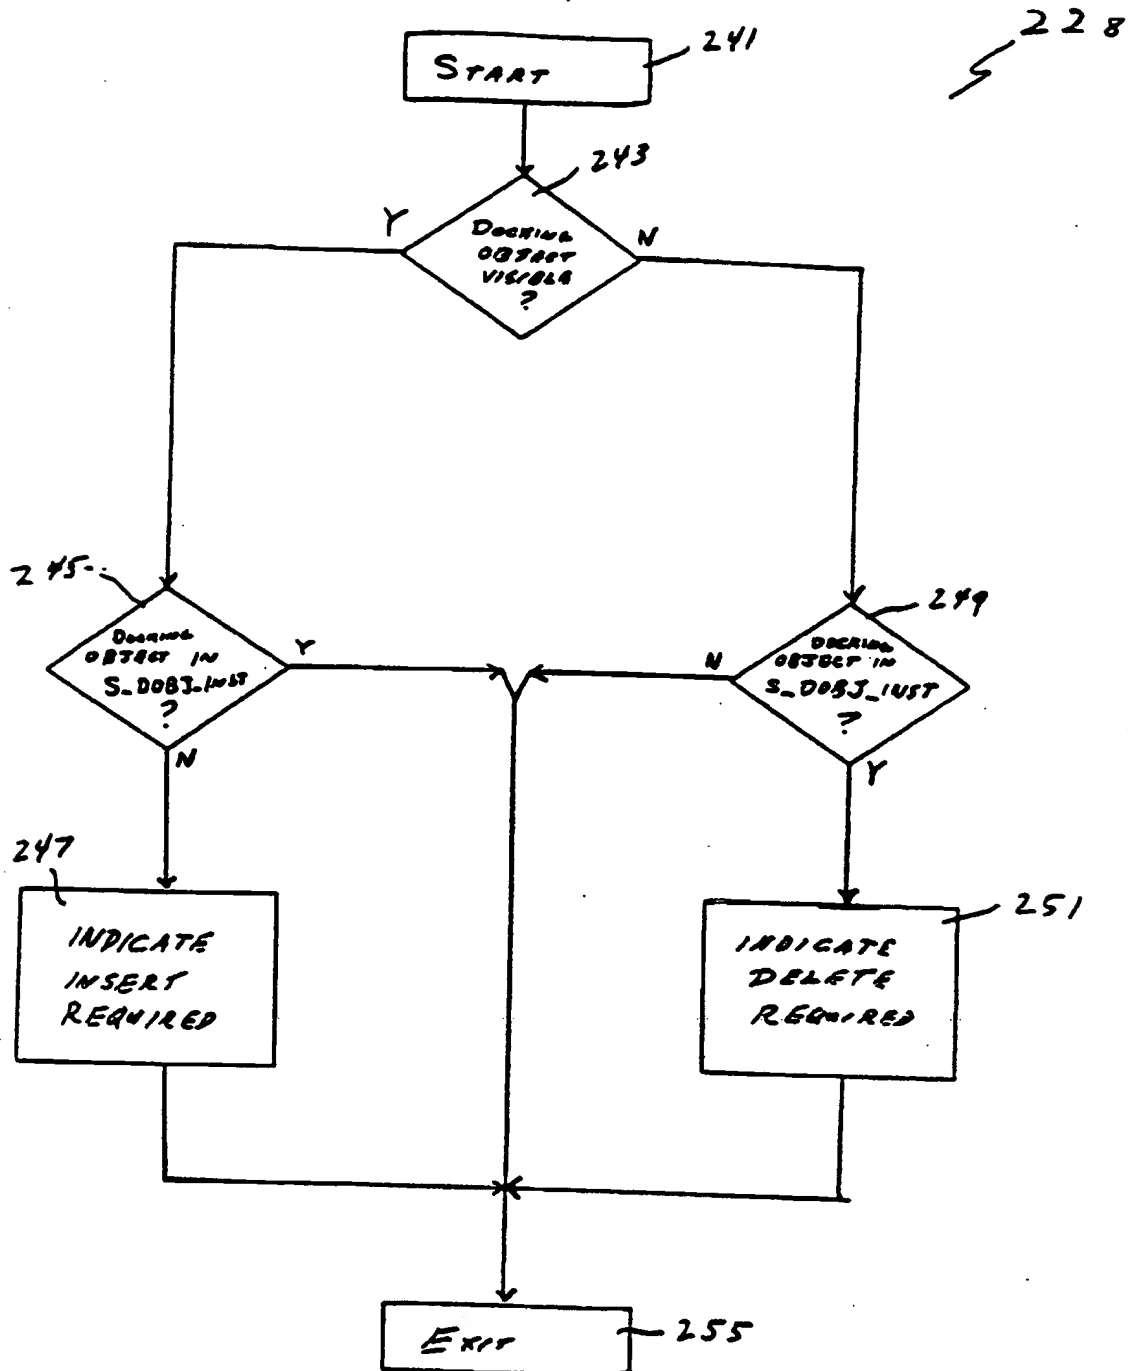 228
241
START
243
Y
N
DOCKING
OBJECT
VISIBLE
?
245
249
DOCKING
OBJECT IN
S_DOBJ_INST
?
Y
N
N
DOCKING
OBJECT IN
S_DOBJ_INST
?
Y
247
INDICATE
INSERT
REQUIRED
251
INDICATE
DELETE
REQUIRED
EXIT
255